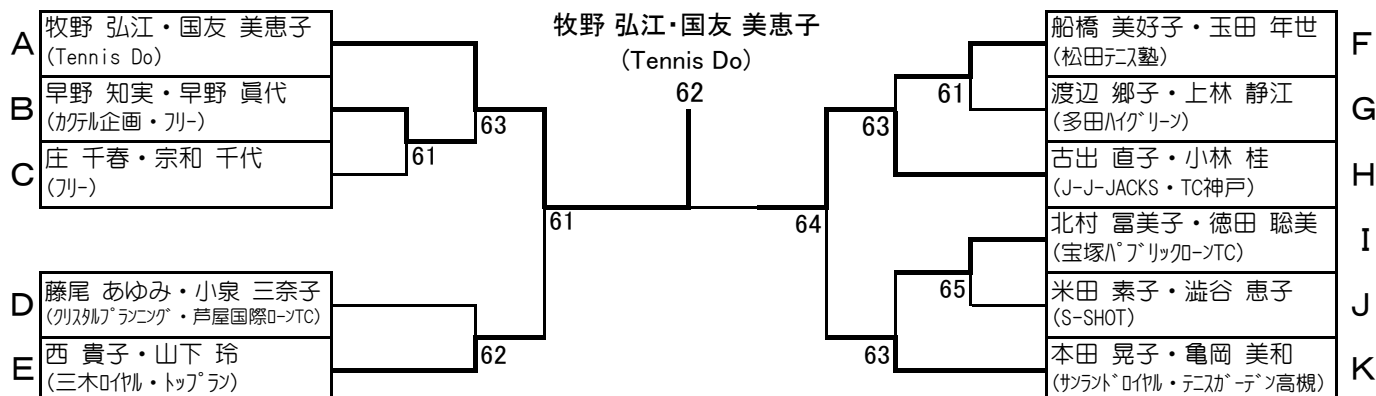 牧野 弘江・国友 美恵子
(Tennis Do)
62
A
牧野 弘江・国友 美恵子
(Tennis Do)
B
早野 知実・早野 眞代
(カクテル企画・フリー)
C
庄 千春・宗和 千代
(フリー)
D
藤尾 あゆみ・小泉 三奈子
(クリスタルプランニング・芦屋国際ローンTC)
E
西 貴子・山下 玲
(三木ロイヤル・トップラン)
61
63
62
61
船橋 美好子・玉田 年世
(松田テニス塾)
F
渡辺 郷子・上林 静江
(多田ハイグリーン)
G
古出 直子・小林 桂
(J-J-JACKS・TC神戸)
H
北村 冨美子・徳田 聡美
(宝塚パブリックローンTC)
I
米田 素子・澁谷 恵子
(S-SHOT)
J
本田 晃子・亀岡 美和
(サンランドロイヤル・テニスガーデン高槻)
K
61
63
65
63
64